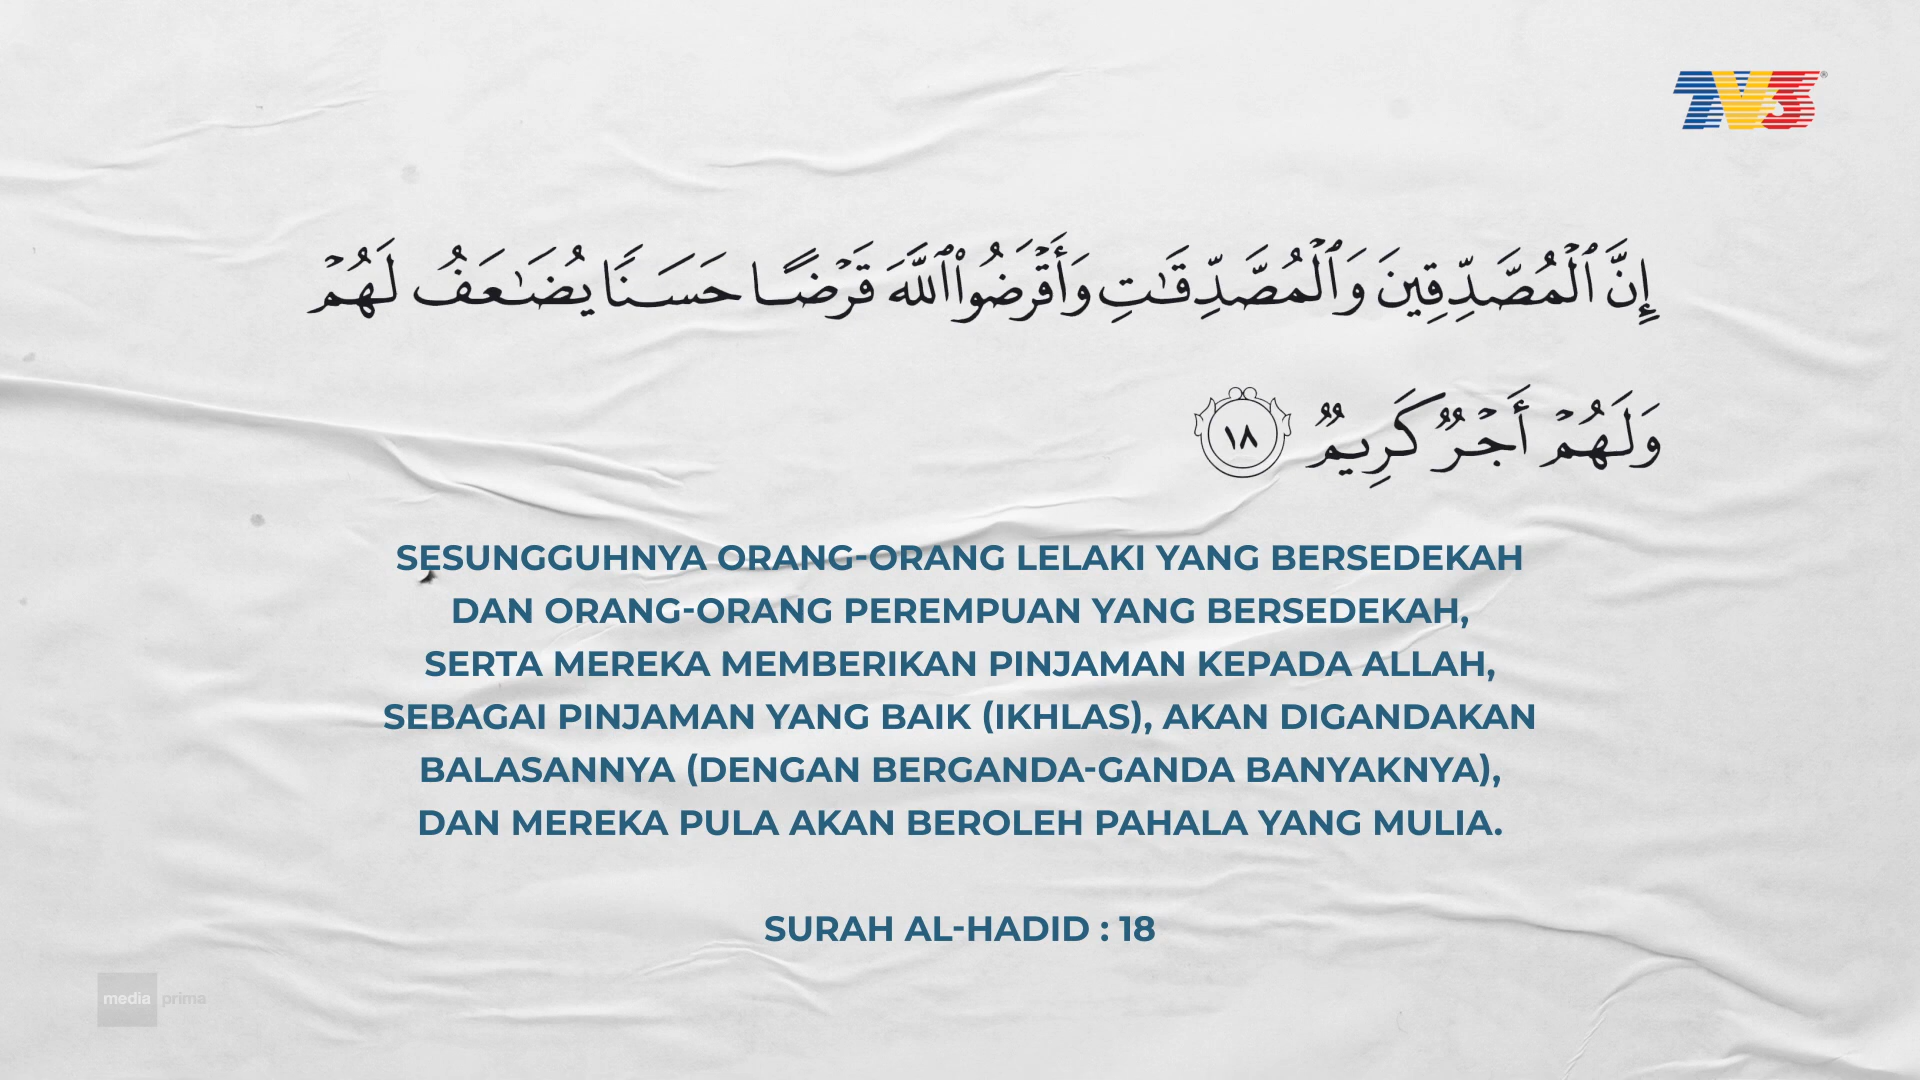 TV3®
إِنَّ ٱلْمُصَّدِّقِينَ وَٱلْمُصَّدِّقَٰتِ وَأَقْرَضُوا۟ ٱللَّهَ قَرْضًا حَسَنًا يُضَٰعَفُ لَهُمْ
وَلَهُمْ أَجْرٌ كَرِيمٌ ١٨
SESUNGGUHNYA ORANG-ORANG LELAKI YANG BERSEDEKAH
DAN ORANG-ORANG PEREMPUAN YANG BERSEDEKAH,
SERTA MEREKA MEMBERIKAN PINJAMAN KEPADA ALLAH,
SEBAGAI PINJAMAN YANG BAIK (IKHLAS), AKAN DIGANDAKAN
BALASANNYA (DENGAN BERGANDA-GANDA BANYAKNYA),
DAN MEREKA PULA AKAN BEROLEH PAHALA YANG MULIA.
SURAH AL-HADID : 18
media prima